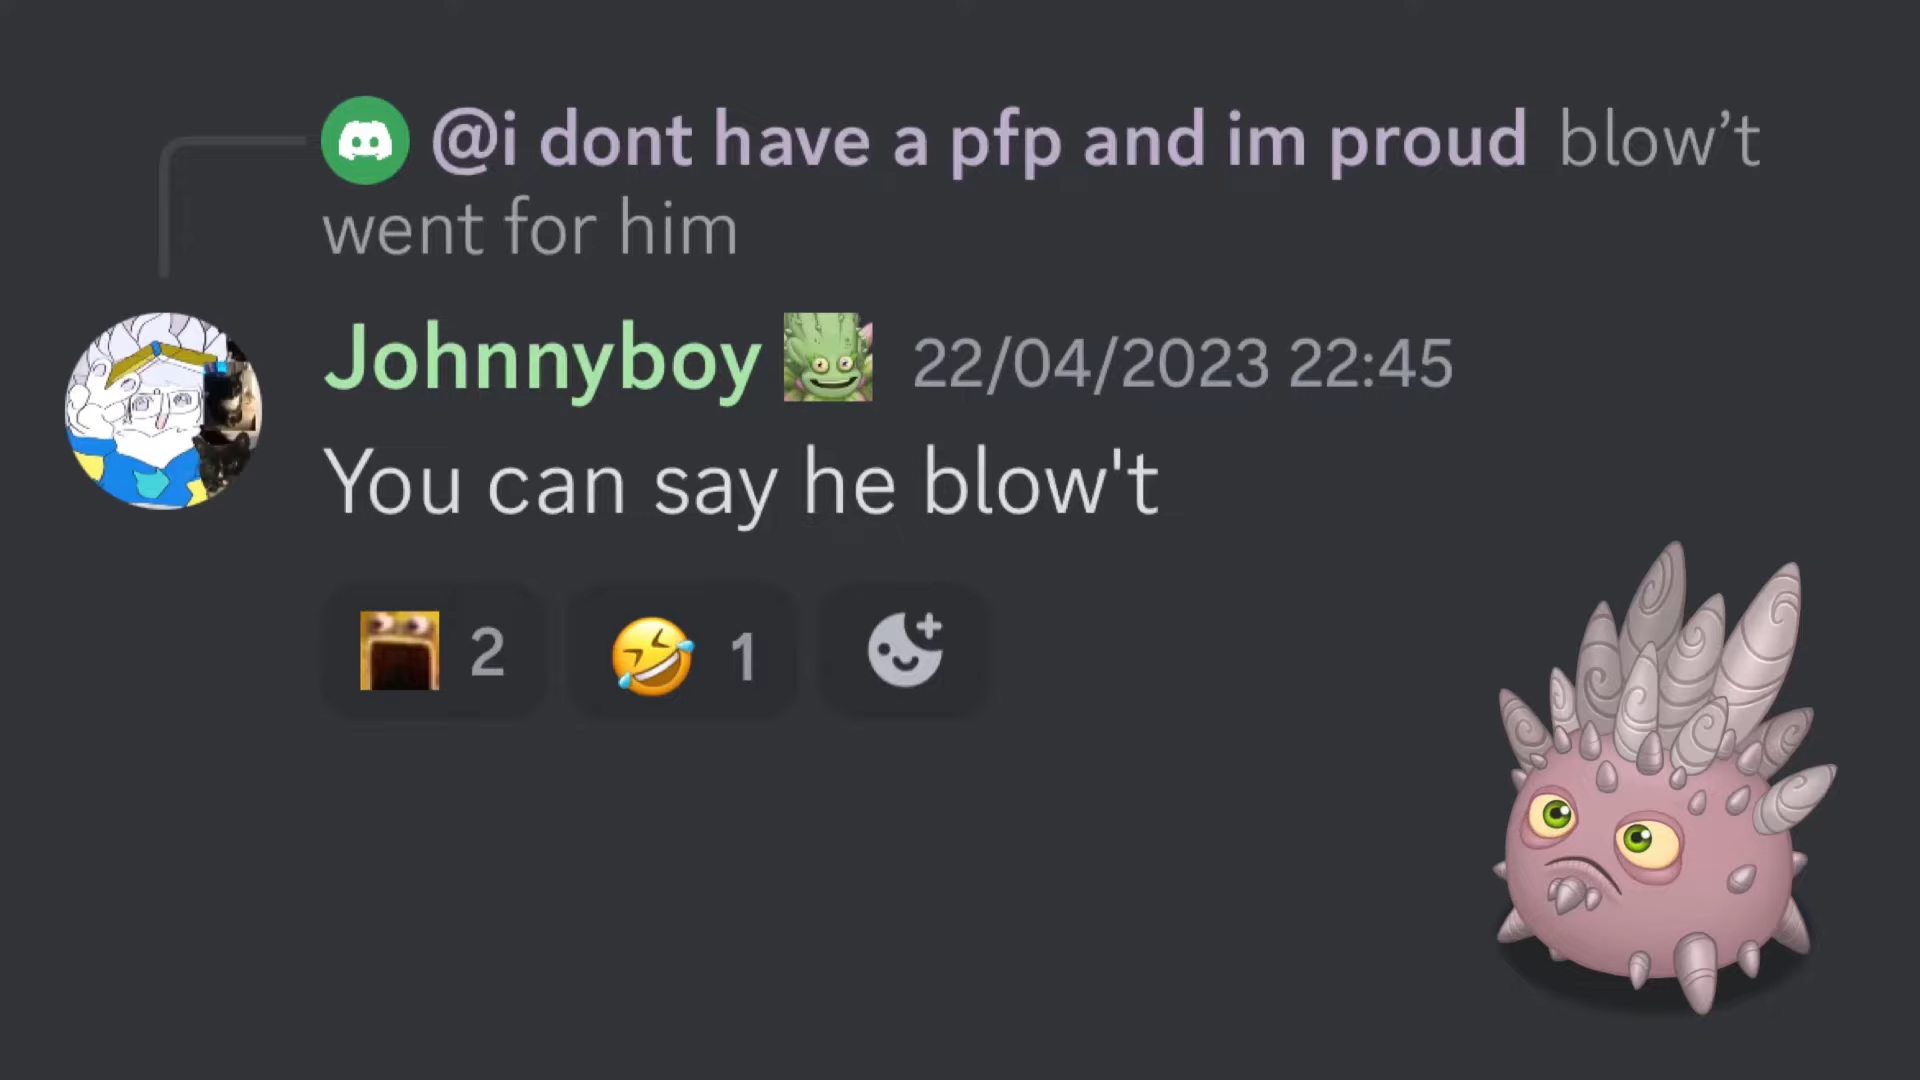 @i dont have a pfp and im proud blow’t
went for him
Johnnyboy 22/04/2023 22:45
You can say he blow't
2 1